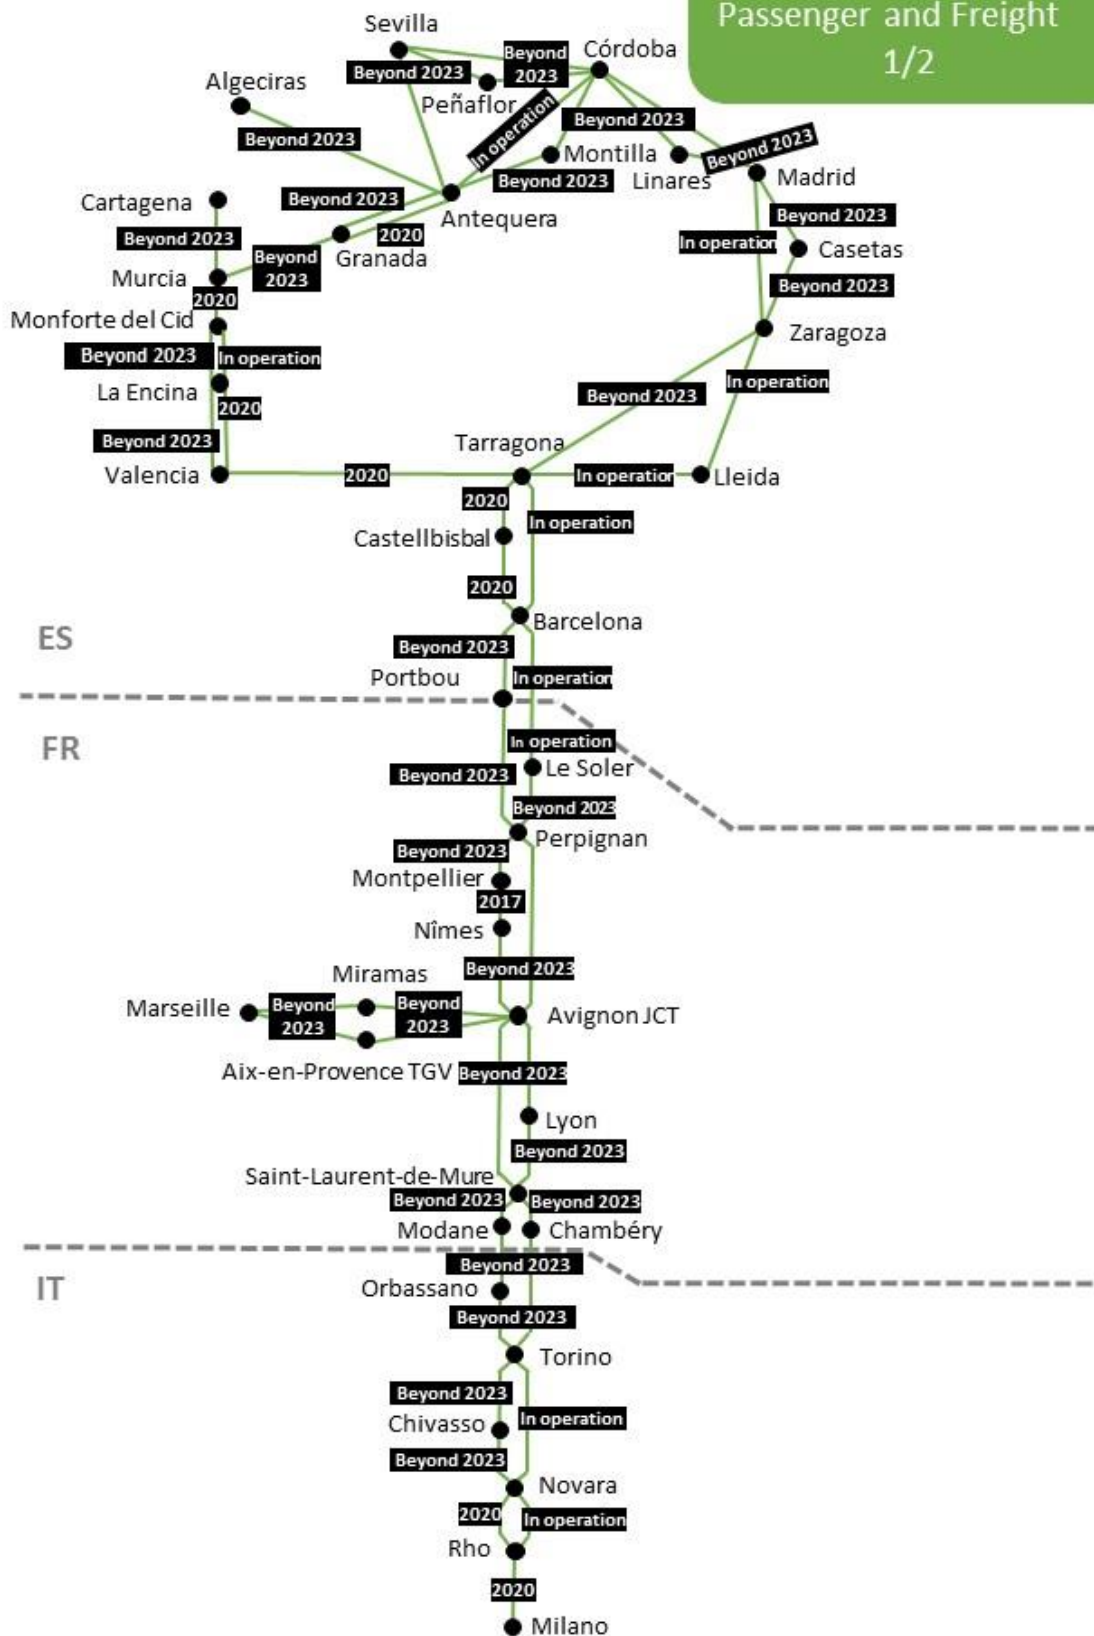 Passenger and Freight
1/2
Sevilla
Beyond
2023
Córdoba
Beyond 2023
Algeciras
Peñaflor
In operation
Beyond 2023
Beyond 2023
Beyond 2023
Montilla
Linares
Madrid
Beyond 2023
Beyond 2023
Cartagena
Antequera
Beyond 2023
Beyond 2023
2020
In operation
Casetas
Beyond
2023
Granada
Murcia
Beyond 2023
2020
Monforte del Cid
Zaragoza
Beyond 2023
In operation
La Encina
2020
Beyond 2023
In operation
Beyond 2023
Tarragona
Valencia
2020
In operation
Lleida
2020
In operation
Castellbisbal
2020
Barcelona
ES
Beyond 2023
Portbou
In operation
FR
In operation
Le Soler
Beyond 2023
Beyond 2023
Perpignan
Beyond 2023
Montpellier
2017
Nîmes
Beyond 2023
Miramas
Marseille
Beyond
2023
Beyond
2023
Avignon JCT
Aix-en-Provence TGV
Beyond 2023
Lyon
Beyond 2023
Saint-Laurent-de-Mure
Beyond 2023
Beyond 2023
Modane
Chambéry
Beyond 2023
IT
Orbassano
Beyond 2023
Torino
Beyond 2023
Chivasso
In operation
Beyond 2023
Novara
2020
In operation
Rho
2020
Milano